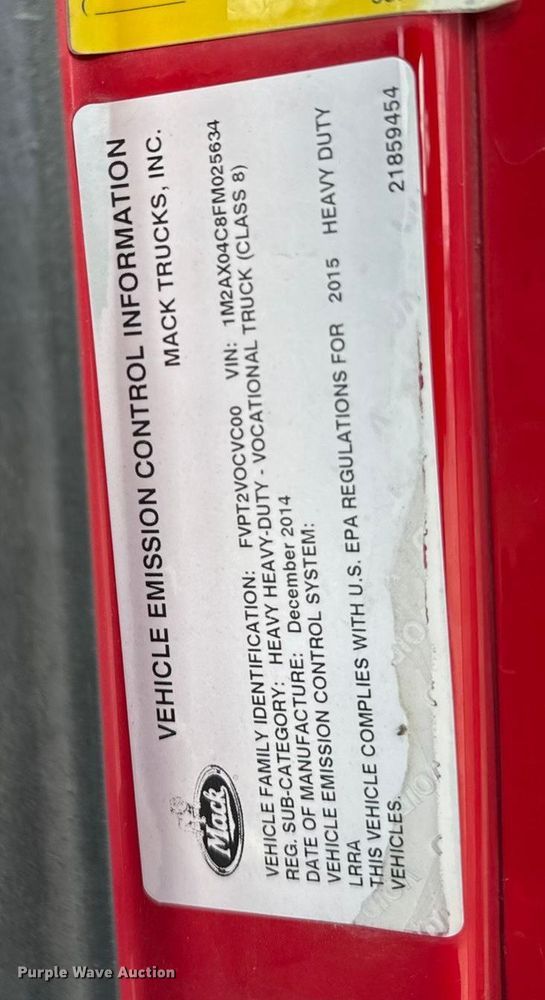 VEHICLE EMISSION CONTROL INFORMATION
MACK TRUCKS, INC.
Mack
VEHICLE FAMILY IDENTIFICATION: FVPT2VOCVC00 VIN: 1M2AX04C8FM025634
REG. SUB-CATEGORY: HEAVY HEAVY-DUTY - VOCATIONAL TRUCK (CLASS 8)
DATE OF MANUFACTURE: December 2014
VEHICLE EMISSION CONTROL SYSTEM:
LRRA
THIS VEHICLE COMPLIES WITH U.S. EPA REGULATIONS FOR 2015 HEAVY DUTY
VEHICLES.
21859454
Purple Wave Auction